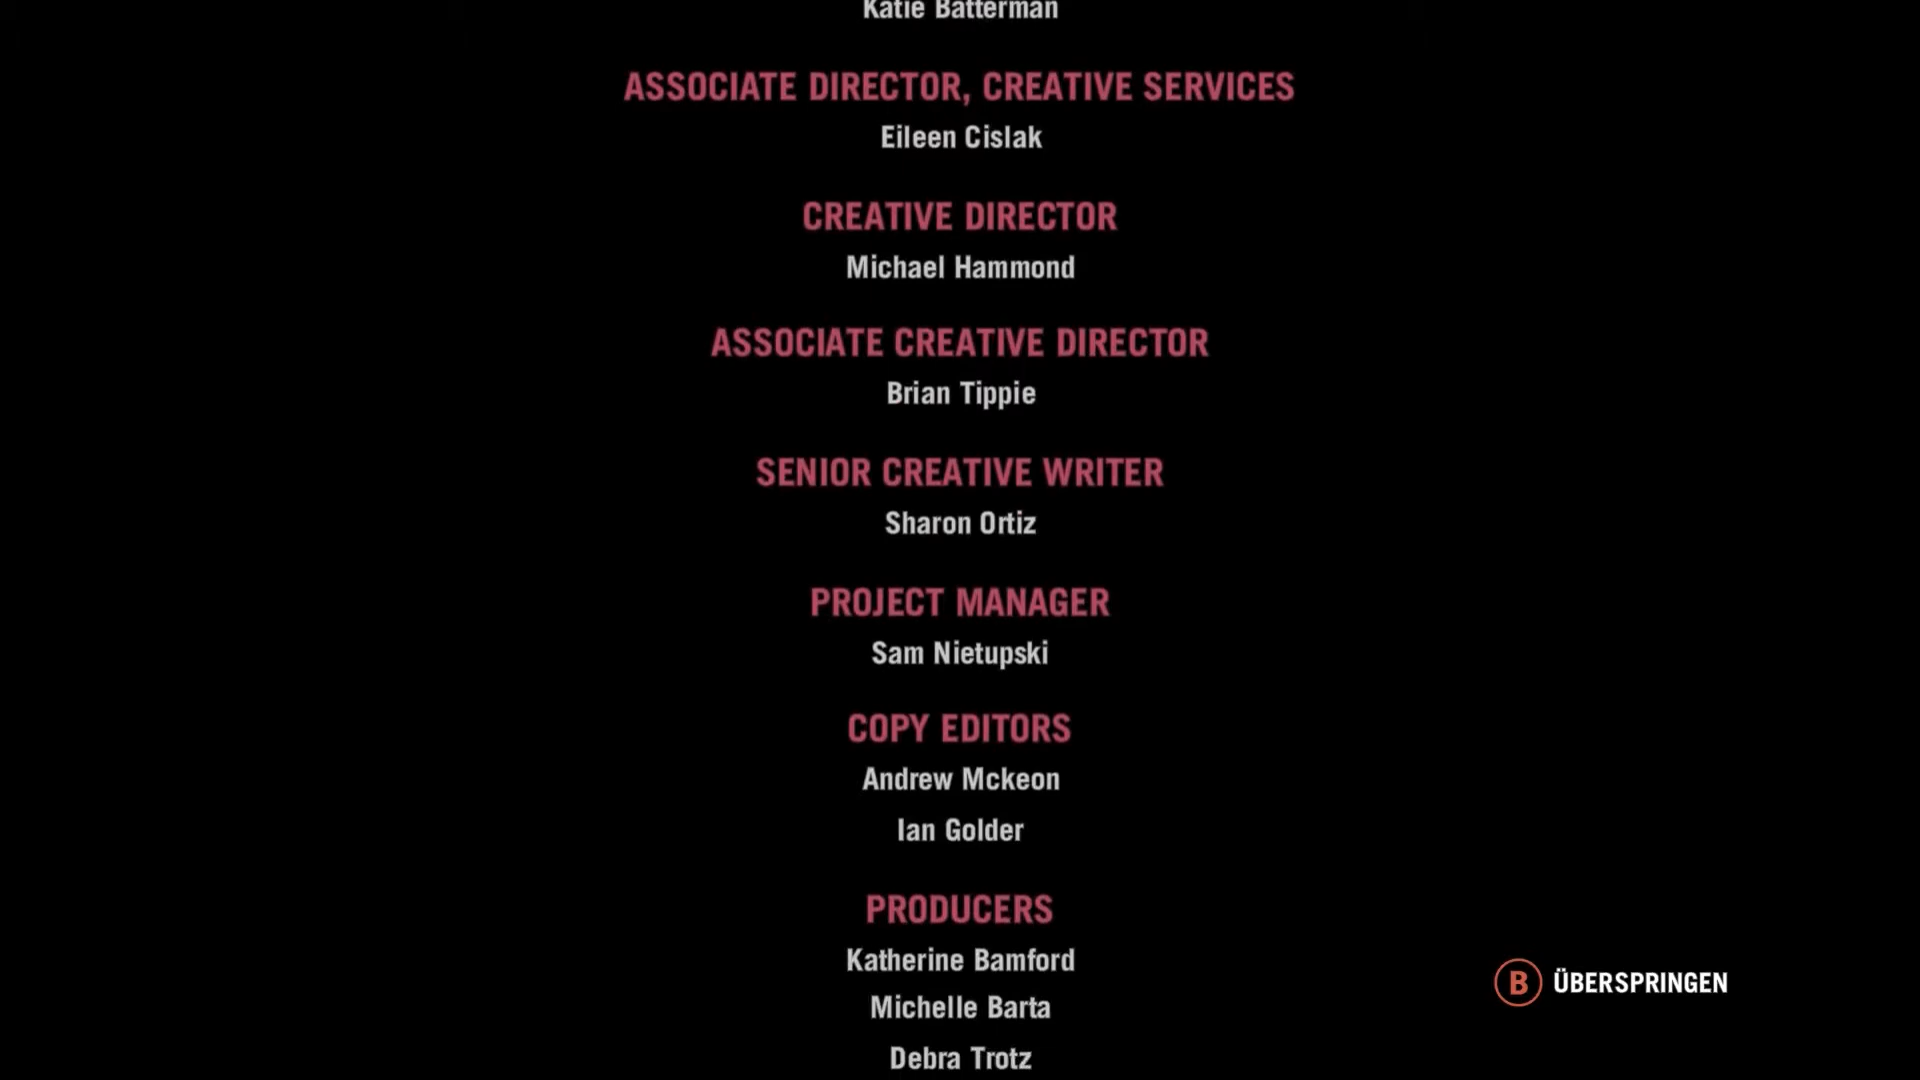 Katie Batterman
ASSOCIATE DIRECTOR, CREATIVE SERVICES
Eileen Cislak
CREATIVE DIRECTOR
Michael Hammond
ASSOCIATE CREATIVE DIRECTOR
Brian Tippie
SENIOR CREATIVE WRITER
Sharon Ortiz
PROJECT MANAGER
Sam Nietupski
COPY EDITORS
Andrew Mckeon
Ian Golder
PRODUCERS
Katherine Bamford
B ÜBERSPRINGEN
Michelle Barta
Debra Trotz